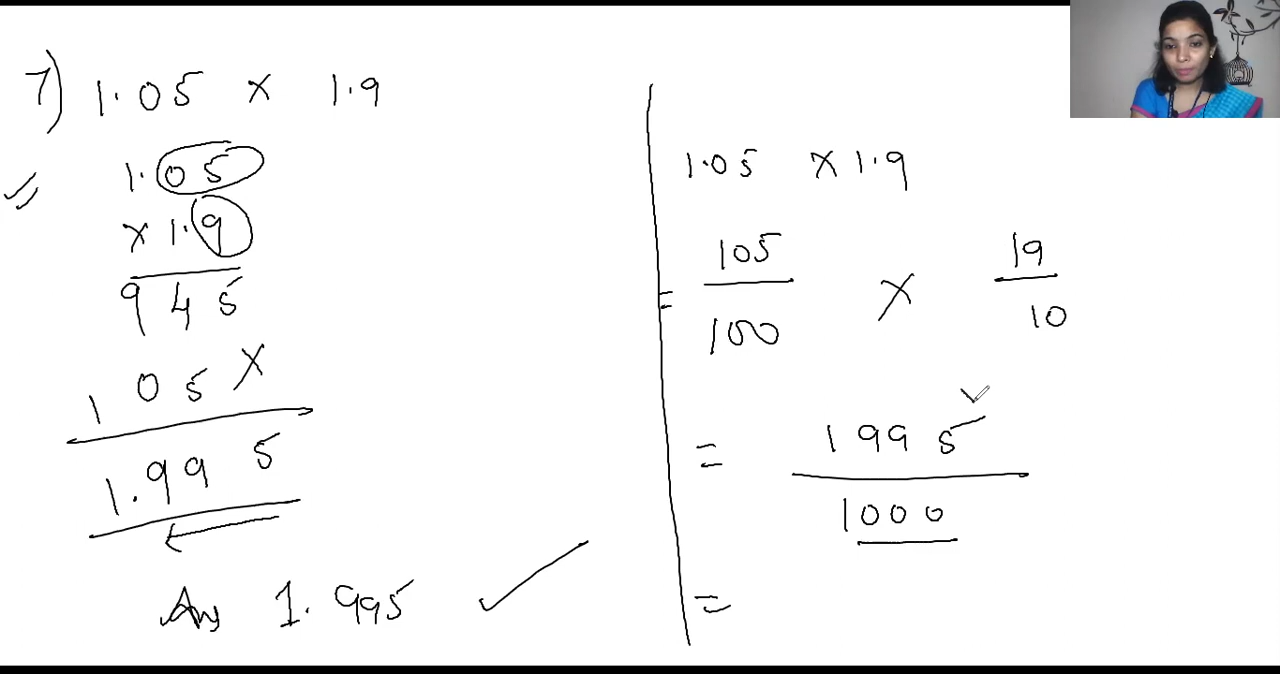 7) 1.05 x 1.9
1.05
x 1.9
945
105x
1.995
Ans 1.995
1.05 x 1.9
= 105/100 x 19/10
= 1995/1000
=